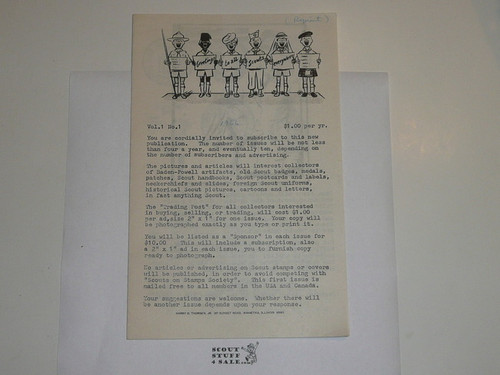 (Reprint)
Greetings to all Scouts everywhere
Vol.1 No.1 $1.00 per yr.
You are cordially invited to subscribe to this new
publication. The number of issues will be not less
than four a year, and eventually ten, depending on
the number of subscribers and advertising.
The pictures and articles will interest collectors
of Baden-Powell artifacts, old Scout badges, medals,
patches, Scout handbooks, Scout postcards and labels,
neckerchiefs and slides, foreign Scout uniforms,
historical Scout pictures, cartoons and letters,
in fact anything Scout.
The "Trading Post" for all collectors interested
in buying, selling, or trading, will cost $1.00
per ad, size 2" x 1" for one issue. Your copy will
be photographed exactly as you type or print it.
You will be listed as a "Sponsor" in each issue for
$10.00 This will include a subscription, also
a 2" x 1" ad in each issue, you to furnish copy
ready to photograph.
No articles or advertising on Scout stamps or covers
will be published, in order to avoid competing with
"Scouts on Stamps Society". This first issue is
mailed free to all members in the USA and Canada.
Your suggestions are welcome. Whether there will
be another issue depends upon your response.
SCOUT
STUFF
4 SALE